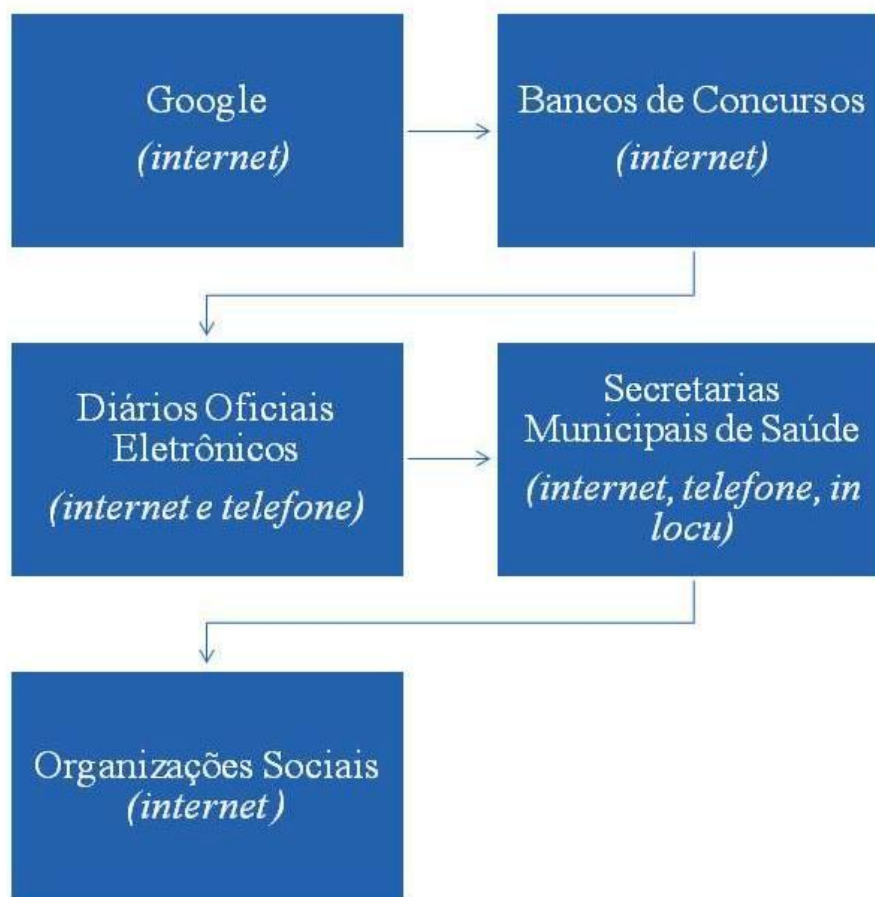 Google
(internet)
Bancos de Concursos
(internet)
Diários Oficiais
Eletrônicos
(internet e telefone)
Secretarias
Municipais de Saúde
(internet, telefone, in
locu)
Organizações Sociais
(internet)